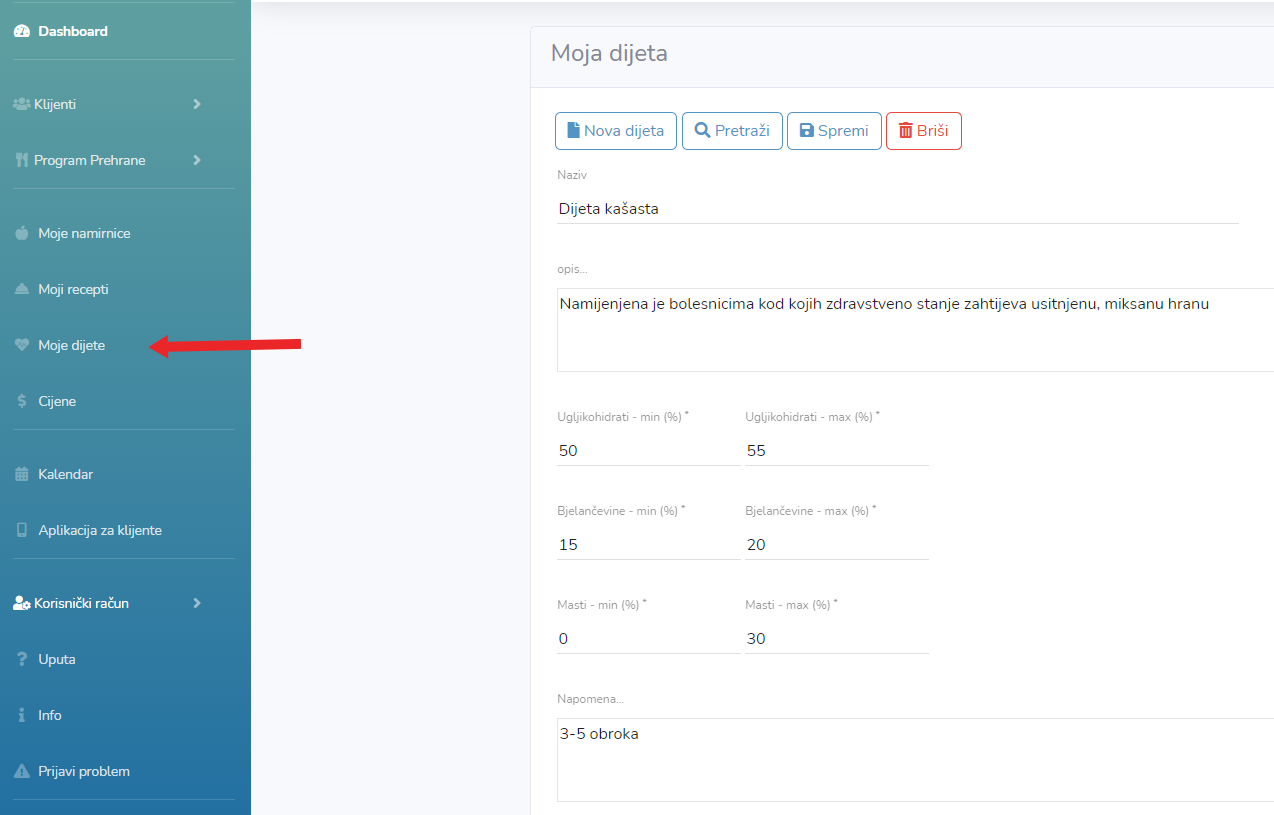 Dashboard
Klijenti
Program Prehrane
Moje namirnice
Moji recepti
Moje dijete
Cijene
Kalendar
Aplikacija za klijente
Korisnički račun
Uputa
Info
Prijavi problem
Moja dijeta
Nova dijeta Pretraži Spremi Briši
Naziv
Dijeta kašasta
opis...
Namijenjena je bolesnicima kod kojih zdravstveno stanje zahtijeva usitnjenu, miksanu hranu
Ugljikohidrati - min (%) * Ugljikohidrati - max (%) *
50 55
Bjelančevine - min (%) * Bjelančevine - max (%) *
15 20
Masti - min (%) * Masti - max (%) *
0 30
Napomena...
3-5 obroka